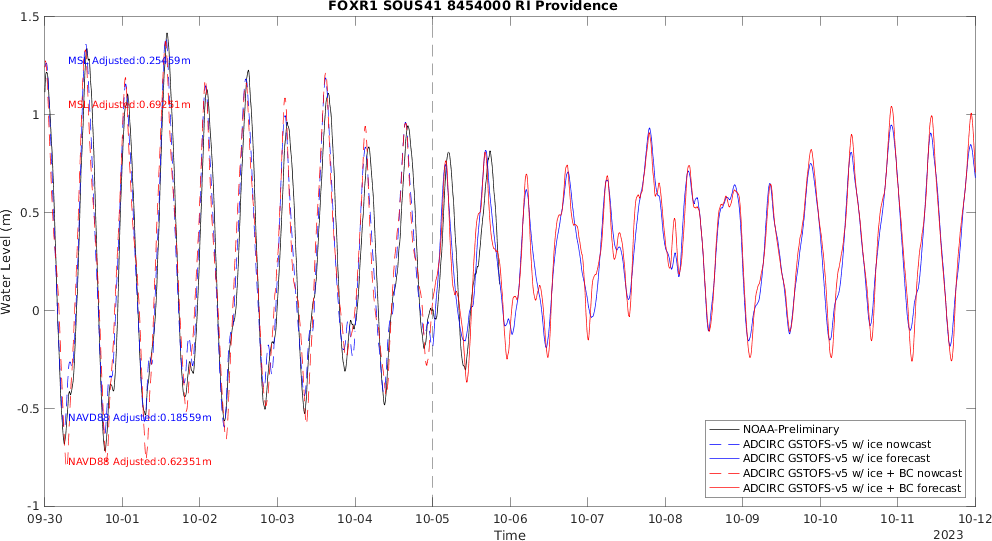 FOXR1 SOUS41 8454000 RI Providence
1.5
1
0.5
0
-0.5
-1
Water Level (m)
MSL Adjusted:0.25459m
MSL Adjusted:0.69251m
NAVD88 Adjusted:0.18559m
NAVD88 Adjusted:0.62351m
NOAA-Preliminary
ADCIRC GSTOFS-v5 w/ ice nowcast
ADCIRC GSTOFS-v5 w/ ice forecast
ADCIRC GSTOFS-v5 w/ ice + BC nowcast
ADCIRC GSTOFS-v5 w/ ice + BC forecast
09-30 10-01 10-02 10-03 10-04 10-05 10-06 10-07 10-08 10-09 10-10 10-11 10-12
Time
2023